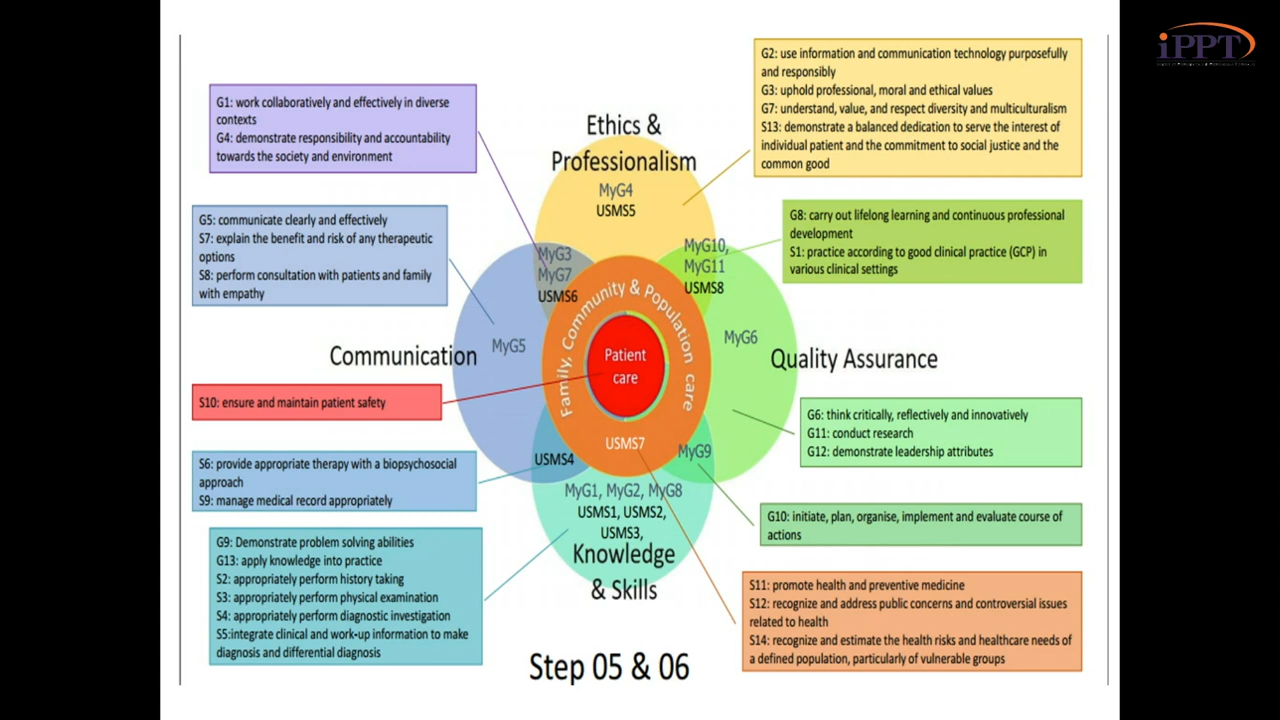 iPPT
G1: work collaboratively and effectively in diverse
contexts
G4: demonstrate responsibility and accountability
towards the society and environment
G2: use information and communication technology purposefully
and responsibly
G3: uphold professional, moral and ethical values
G7: understand, value, and respect diversity and multiculturalism
S13: demonstrate a balanced dedication to serve the interest of
individual patient and the commitment to social justice and the
common good
Ethics &
Professionalism
MyG4
USMS5
G5: communicate clearly and effectively
S7: explain the benefit and risk of any therapeutic
options
S8: perform consultation with patients and family
with empathy
G8: carry out lifelong learning and continuous professional
development
S1: practice according to good clinical practice (GCP) in
various clinical settings
MyG3
MyG7
USMS6
MyG10,
MyG11
USMS8
Family, Community & Population care
MyG5
Communication
Patient
care
MyG6
Quality Assurance
S10: ensure and maintain patient safety
G6: think critically, reflectively and innovatively
G11: conduct research
G12: demonstrate leadership attributes
USMS7
USMS4
MyG9
S6: provide appropriate therapy with a biopsychosocial
approach
S9: manage medical record appropriately
MyG1, MyG2, MyG8
USMS1, USMS2,
USMS3,
Knowledge
& Skills
G10: initiate, plan, organise, implement and evaluate course of
actions
G9: Demonstrate problem solving abilities
G13: apply knowledge into practice
S2: appropriately perform history taking
S3: appropriately perform physical examination
S4: appropriately perform diagnostic investigation
S5:integrate clinical and work-up information to make
diagnosis and differential diagnosis
S11: promote health and preventive medicine
S12: recognize and address public concerns and controversial issues
related to health
S14: recognize and estimate the health risks and healthcare needs of
a defined population, particularly of vulnerable groups
Step 05 & 06